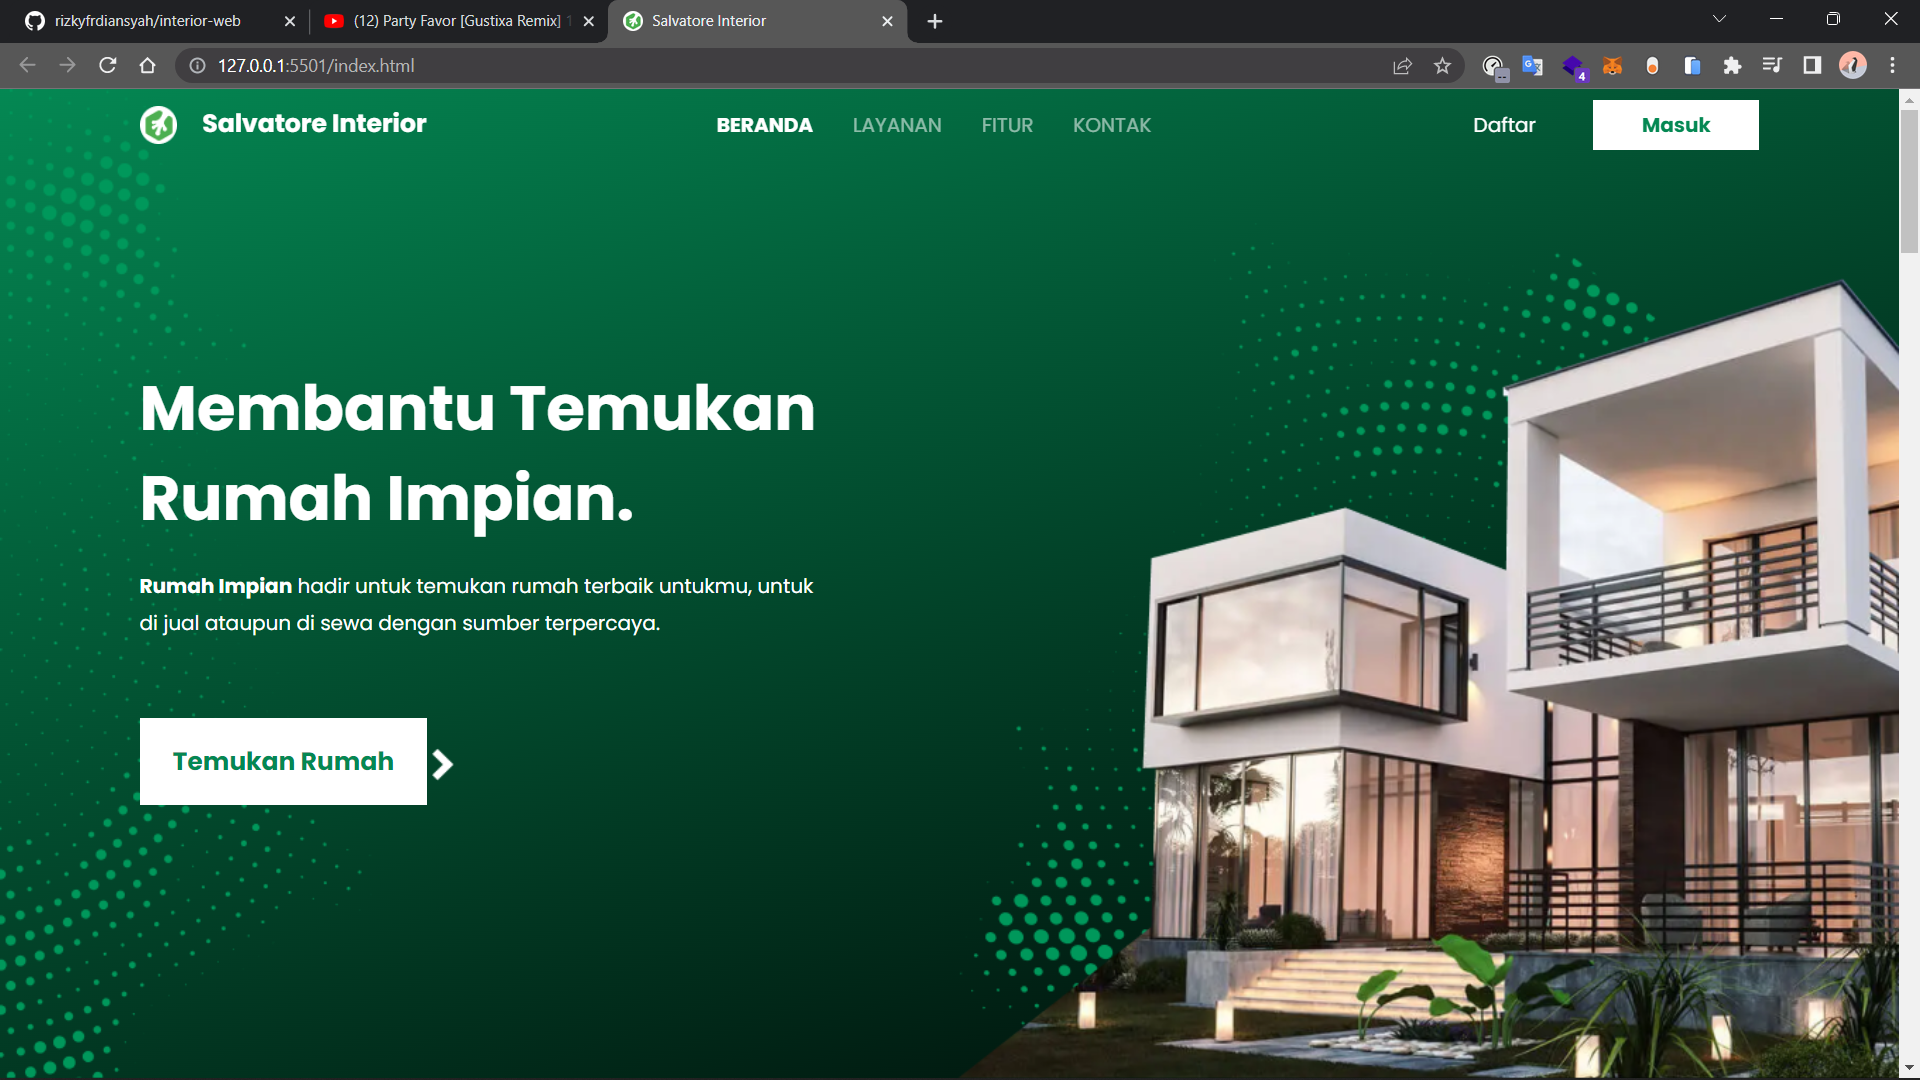 rizkyfrdiansyah/interior-web
(12) Party Favor [Gustixa Remix]
Salvatore Interior
127.0.0.1:5501/index.html
4
Salvatore Interior
BERANDA
LAYANAN
FITUR
KONTAK
Daftar
Masuk
Membantu Temukan
Rumah Impian.
Rumah Impian hadir untuk temukan rumah terbaik untukmu, untuk
di jual ataupun di sewa dengan sumber terpercaya.
Temukan Rumah